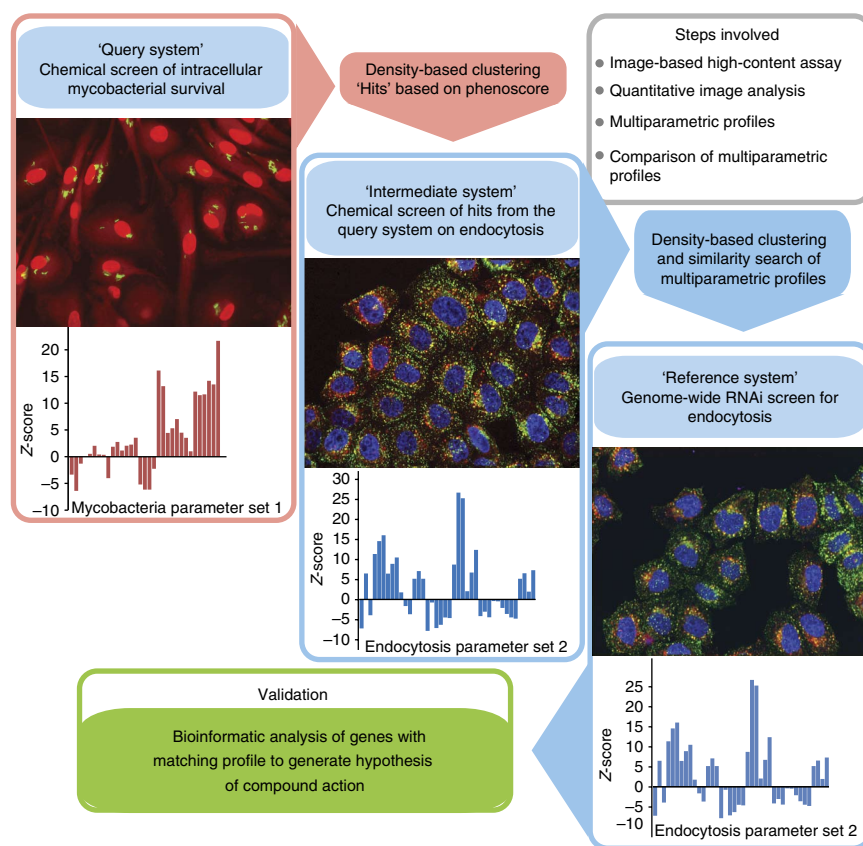 ‘Query system’
Chemical screen of intracellular
mycobacterial survival
Density-based clustering
‘Hits’ based on phenoscore
Steps involved
Image-based high-content assay
Quantitative image analysis
Multiparametric profiles
Comparison of multiparametric
profiles
‘Intermediate system’
Chemical screen of hits from the
query system on endocytosis
Density-based clustering
and similarity search of
multiparametric profiles
20
15
10
5
0
–5
–10
Z-score
Mycobacteria parameter set 1
‘Reference system’
Genome-wide RNAi screen for
endocytosis
30
25
20
15
10
5
0
–5
–10
Z-score
Endocytosis parameter set 2
25
20
15
10
5
0
–5
–10
Z-score
Endocytosis parameter set 2
Validation
Bioinformatic analysis of genes with
matching profile to generate hypothesis
of compound action